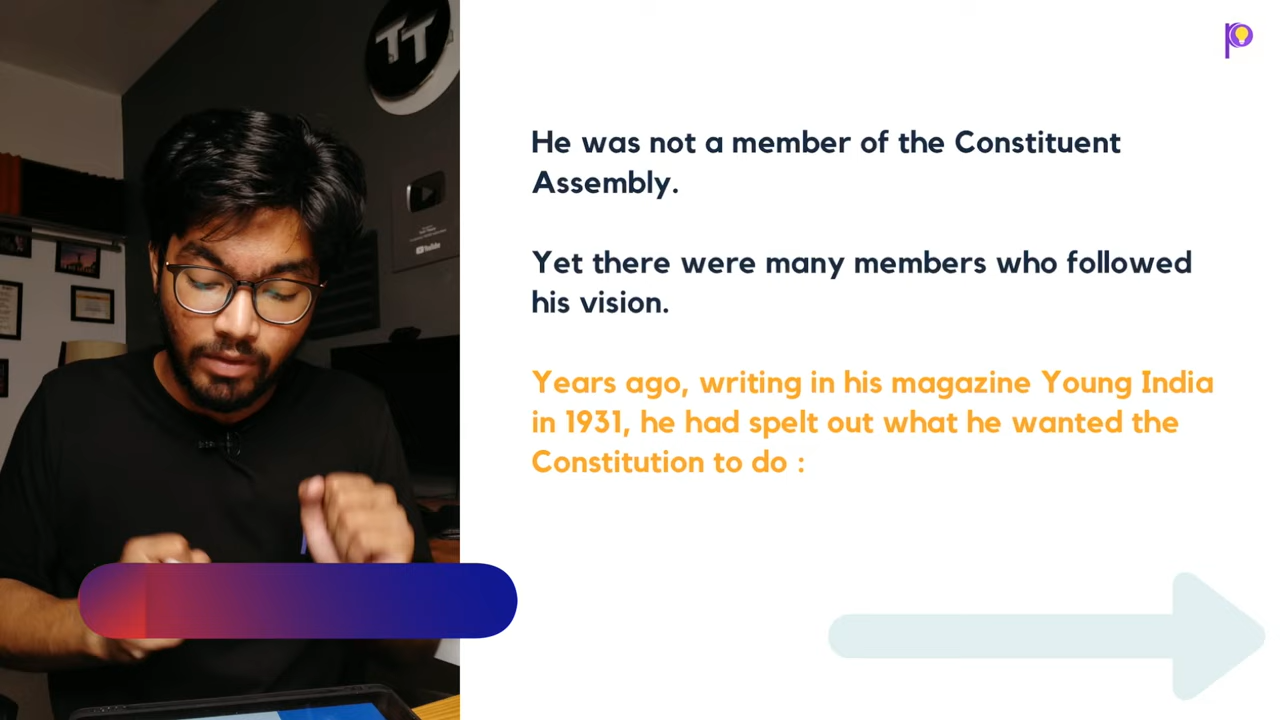 TT
YouTube
He was not a member of the Constituent
Assembly.
Yet there were many members who followed
his vision.
Years ago, writing in his magazine Young India
in 1931, he had spelt out what he wanted the
Constitution to do :